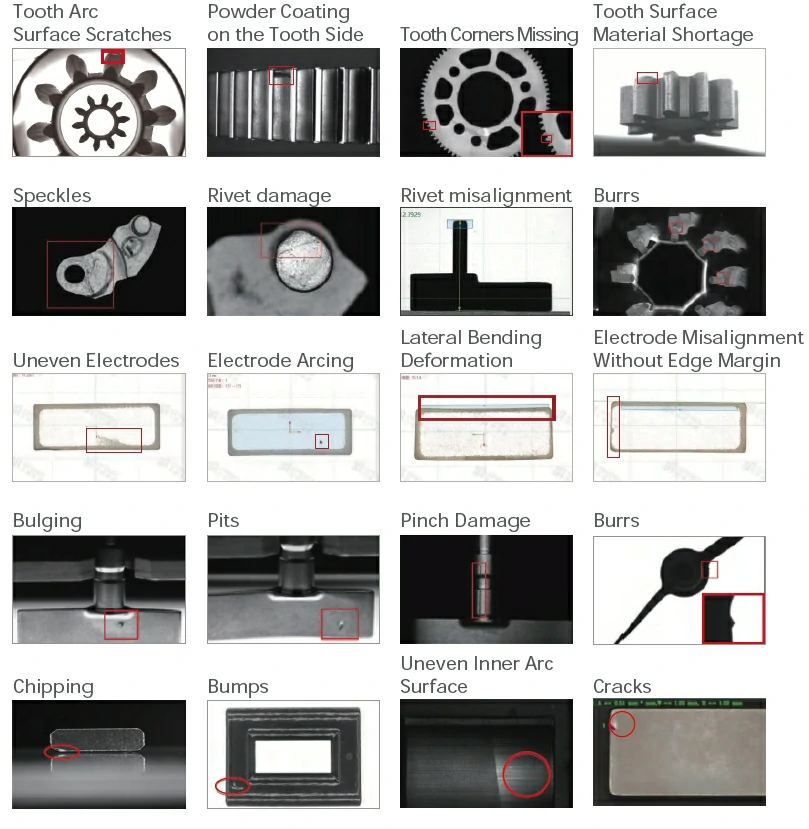 Tooth Arc
Surface Scratches
Powder Coating
on the Tooth Side
Tooth Corners Missing
Tooth Surface
Material Shortage
Speckles
Rivet damage
Rivet misalignment
Burrs
2.3929
Uneven Electrodes
Electrode Arcing
Lateral Bending
Deformation
Electrode Misalignment
Without Edge Margin
Bulging
Pits
Pinch Damage
Burrs
Chipping
Bumps
Uneven Inner Arc
Surface
Cracks